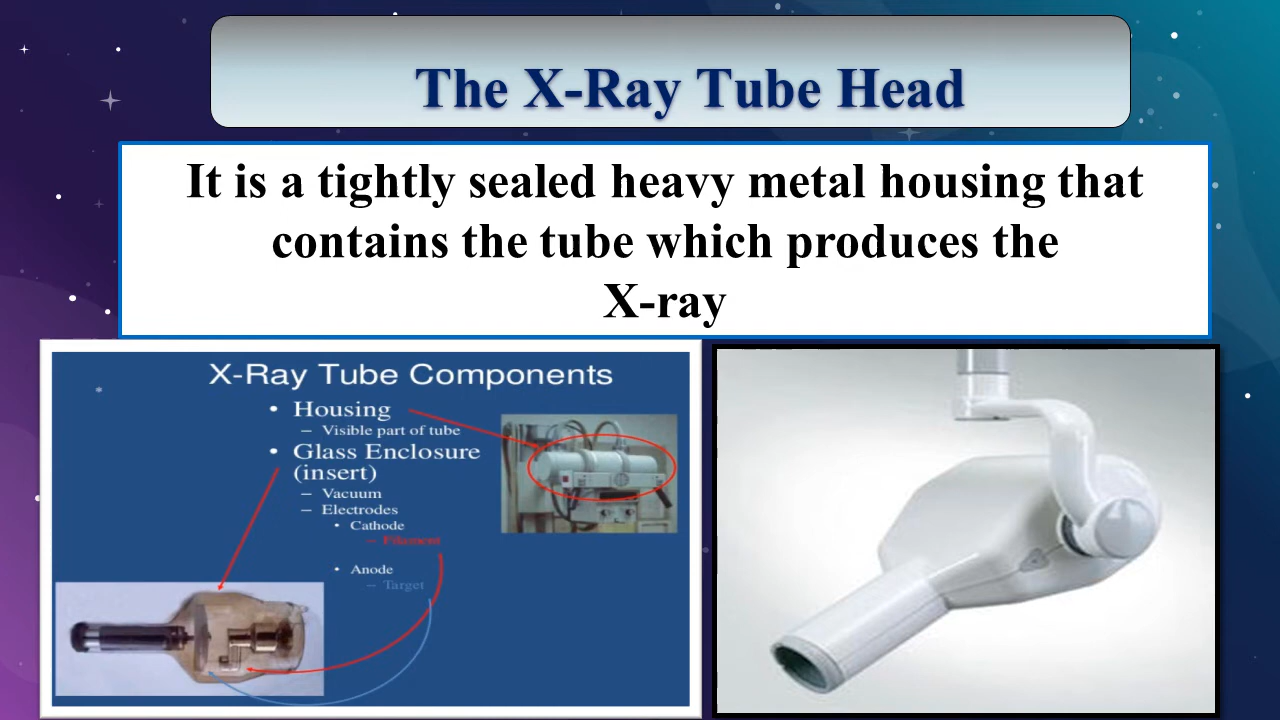 The X-Ray Tube Head
It is a tightly sealed heavy metal housing that
contains the tube which produces the
X-ray
X-Ray Tube Components
• Housing
– Visible part of tube
• Glass Enclosure
(insert)
– Vacuum
– Electrodes
• Cathode
– Filament
• Anode
– Target